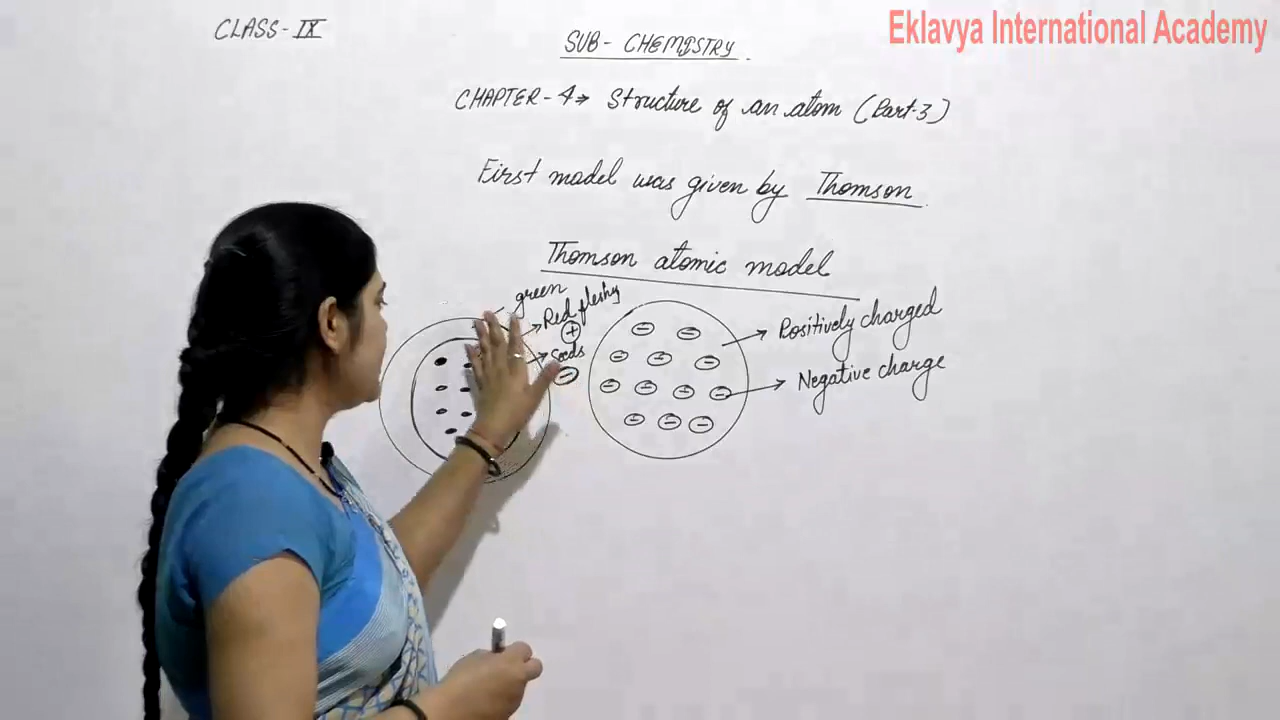 CLASS-IX
Eklavya International Academy
SUB- CHEMISTRY
CHAPTER-4→ Structure of an atom (Part-3)
First model was given by Thomson.
Thomson atomic model
green
Red fleshy
+
Seeds
-
Positively charged
Negative charge